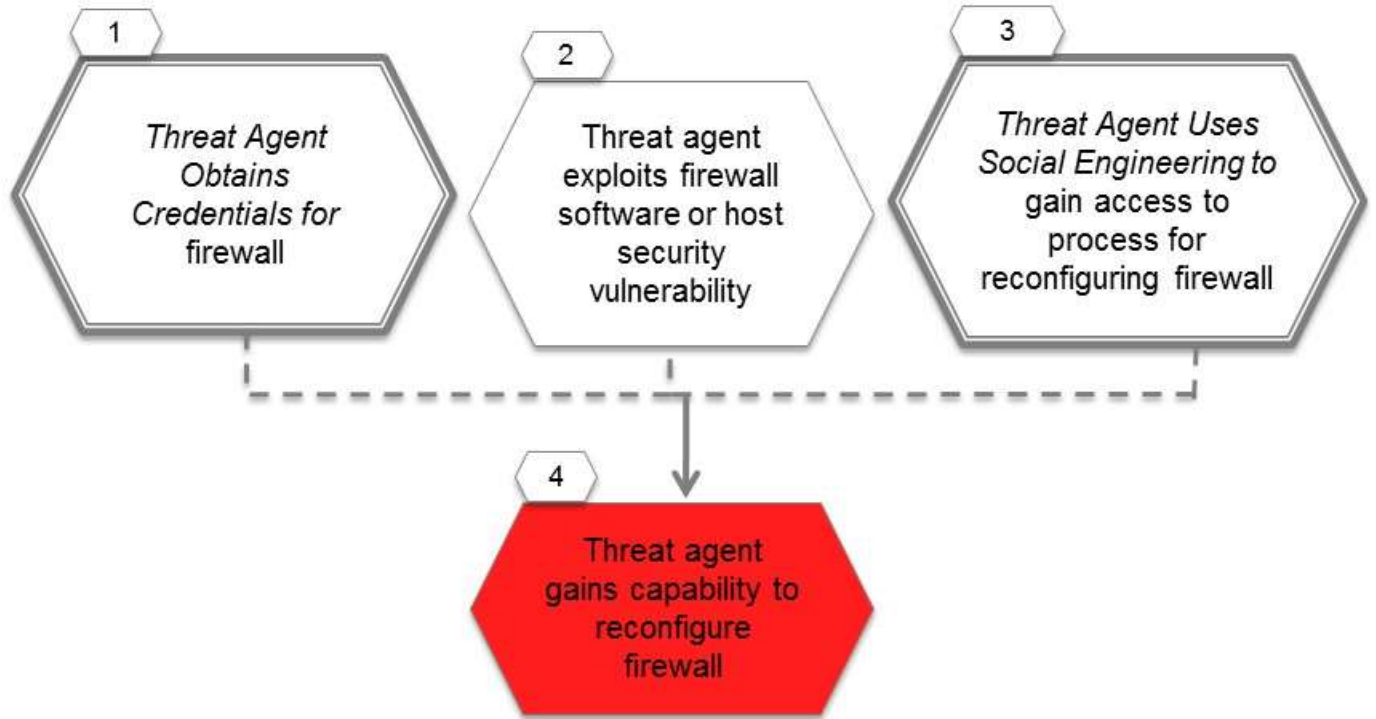 1
Threat Agent
Obtains
Credentials for
firewall
2
Threat agent
exploits firewall
software or host
security
vulnerability
3
Threat Agent Uses
Social Engineering to
gain access to
process for
reconfiguring firewall
4
Threat agent
gains capability to
reconfigure
firewall